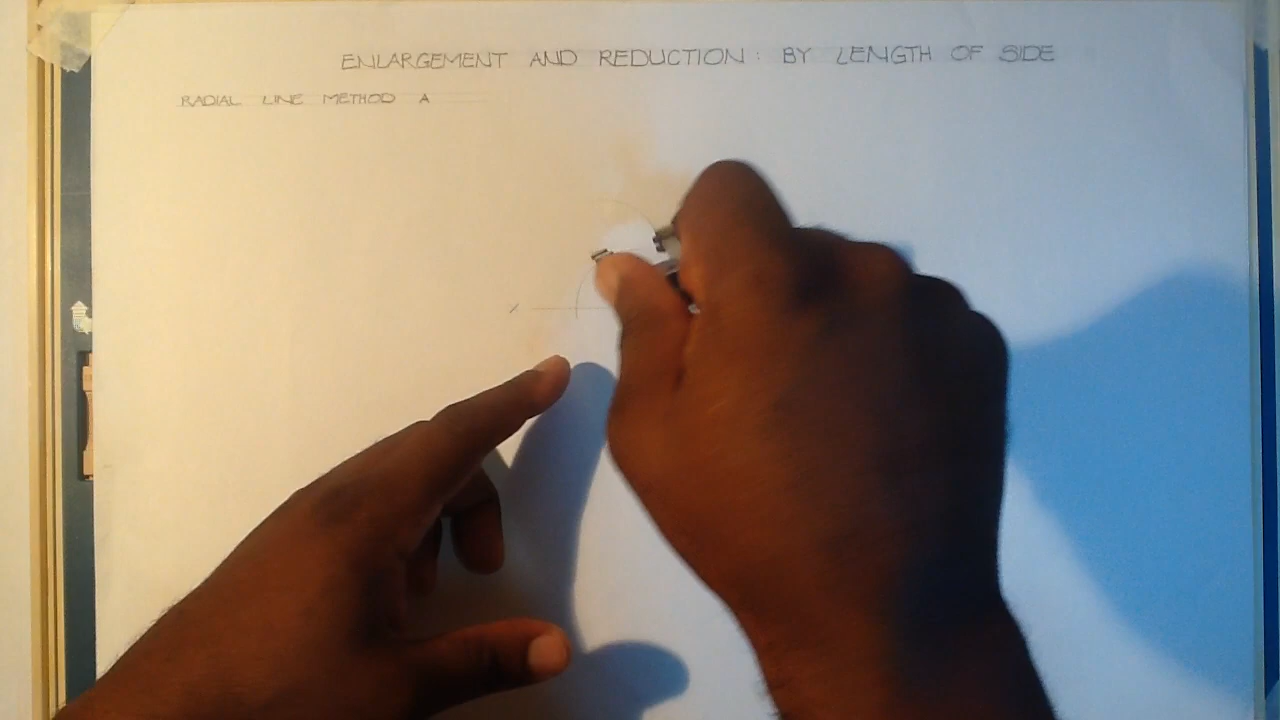 ENLARGEMENT AND REDUCTION: BY LENGTH OF SIDE
RADIAL LINE METHOD A